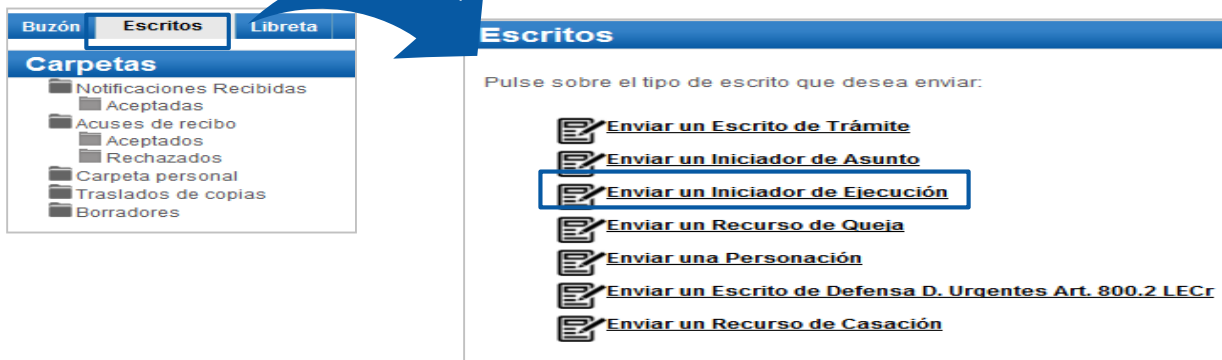 Buzón Escritos Libreta
Carpetas
Notificaciones Recibidas
Aceptadas
Acuses de recibo
Aceptados
Rechazados
Carpeta personal
Traslados de copias
Borradores
Escritos
Pulse sobre el tipo de escrito que desea enviar:
Enviar un Escrito de Trámite
Enviar un Iniciador de Asunto
Enviar un Iniciador de Ejecución
Enviar un Recurso de Queja
Enviar una Personación
Enviar un Escrito de Defensa D. Urgentes Art. 800.2 LECr
Enviar un Recurso de Casación